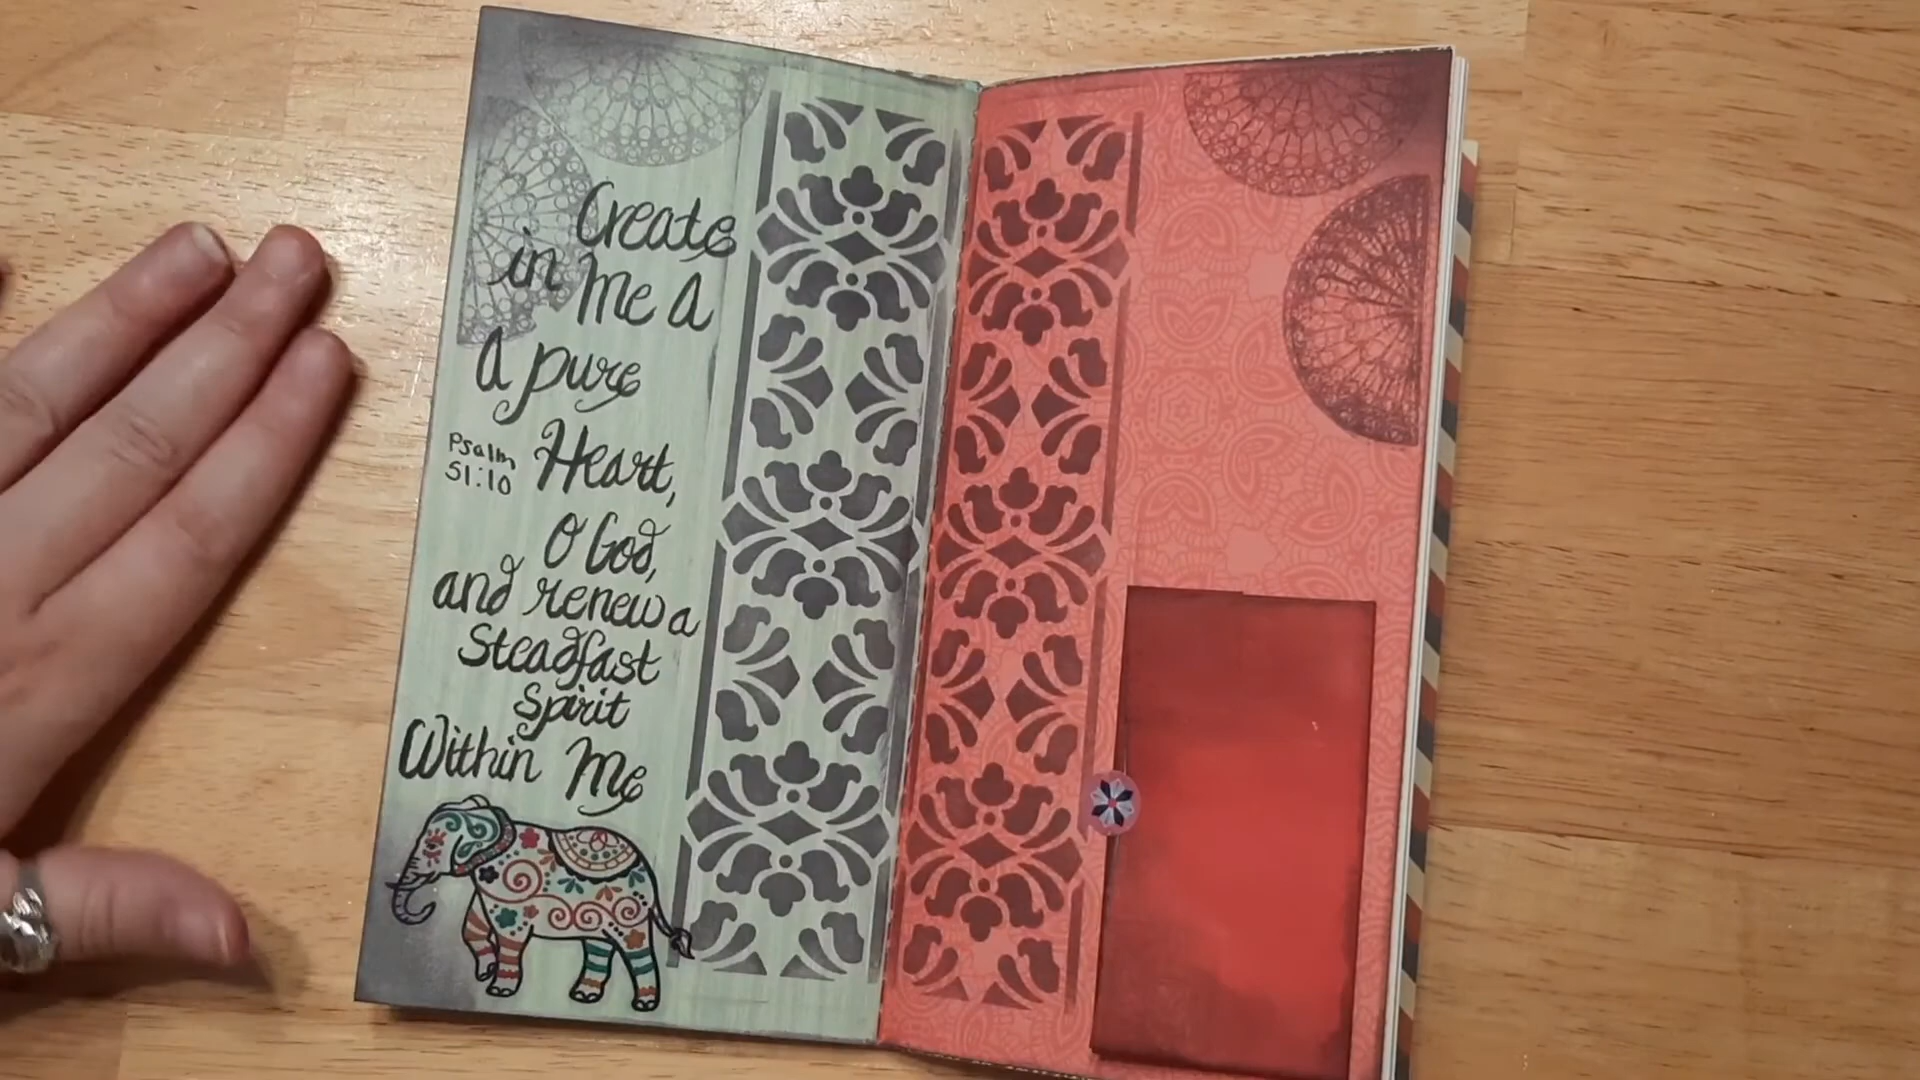 Create
in Me A
A pure
Heart,
Psalm
51:10
O God,
and renew a
Steadfast
Spirit
Within Me